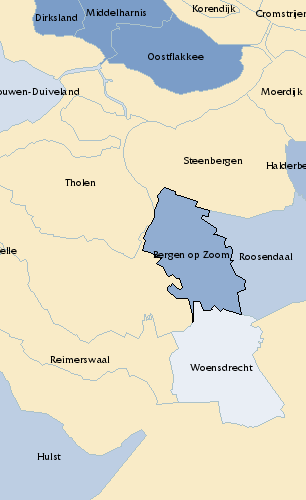 Korendijk
Middelharnis
Cromstrijen
Dirksland
Oostflakkee
ouwen-Duiveland
Moerdijk
Steenbergen
Halderbe
Tholen
elle
Bergen op Zoom
Roosendaal
Reimerswaal
Woensdrecht
Hulst